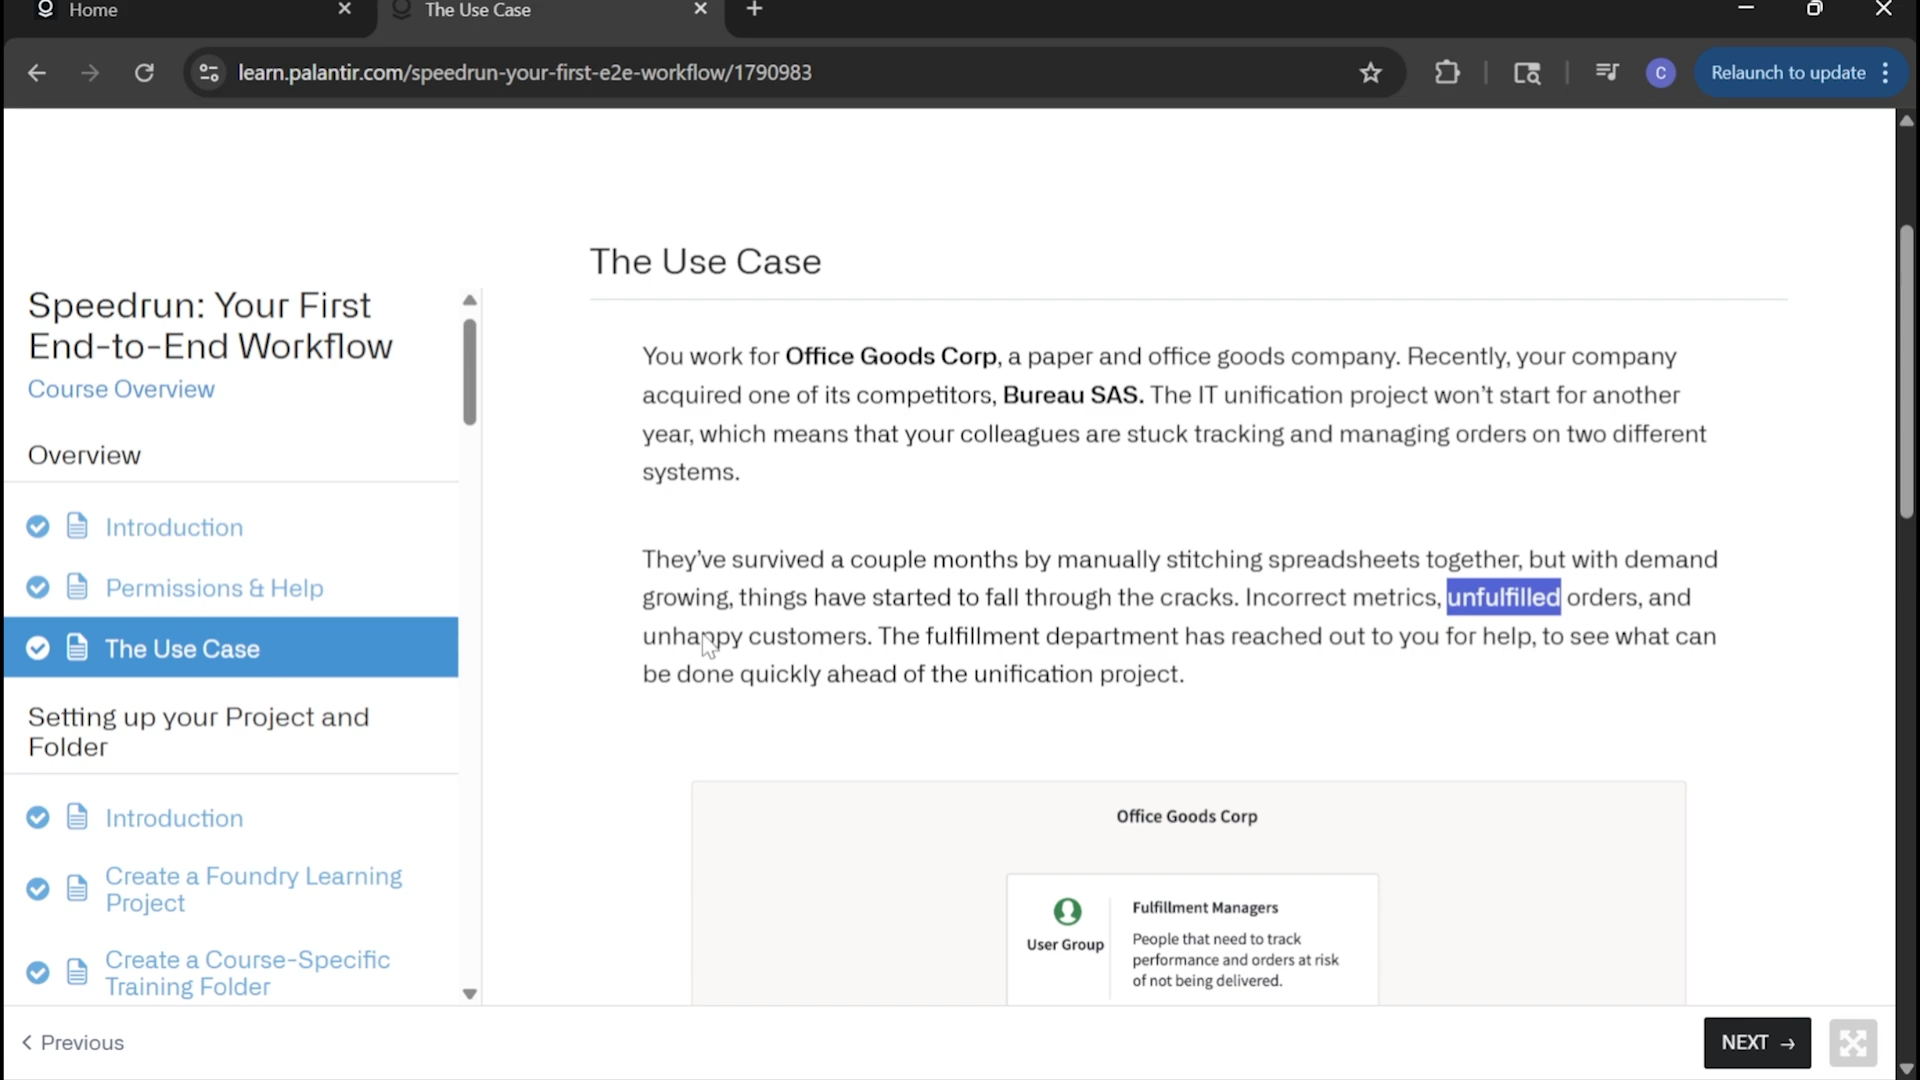 Home
The Use Case
learn.palantir.com/speedrun-your-first-e2e-workflow/1790983
C
Relaunch to update
Speedrun: Your First
End-to-End Workflow
Course Overview
Overview
Introduction
Permissions & Help
The Use Case
Setting up your Project and
Folder
Introduction
Create a Foundry Learning
Project
Create a Course-Specific
Training Folder
The Use Case
You work for Office Goods Corp, a paper and office goods company. Recently, your company
acquired one of its competitors, Bureau SAS. The IT unification project won't start for another
year, which means that your colleagues are stuck tracking and managing orders on two different
systems.
They've survived a couple months by manually stitching spreadsheets together, but with demand
growing, things have started to fall through the cracks. Incorrect metrics, unfulfilled orders, and
unhappy customers. The fulfillment department has reached out to you for help, to see what can
be done quickly ahead of the unification project.
Office Goods Corp
User Group
Fulfillment Managers
People that need to track
performance and orders at risk
of not being delivered.
Previous
NEXT →